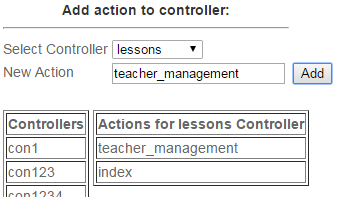 Add action to controller:
Select Controller lessons
New Action teacher_management Add
Controllers Actions for lessons Controller
con1 teacher_management
con123 index
con1234